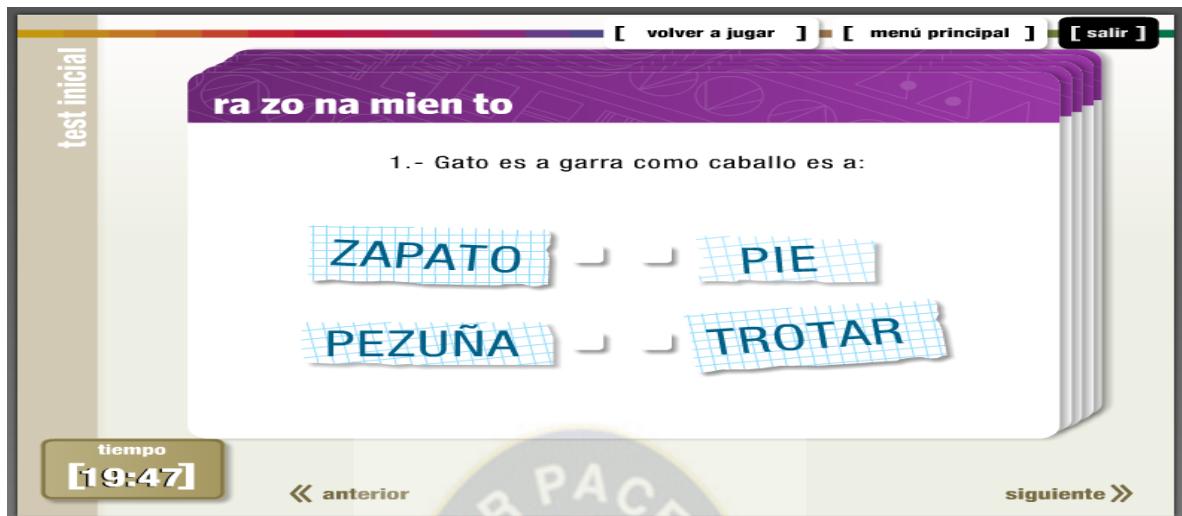 [ volver a jugar ] [ menú principal ] [ salir ]
test inicial
ra zo na mien to
1.- Gato es a garra como caballo es a:
ZAPATO PIE
PEZUÑA TROTAR
tiempo
[19:47]
« anterior
siguiente »